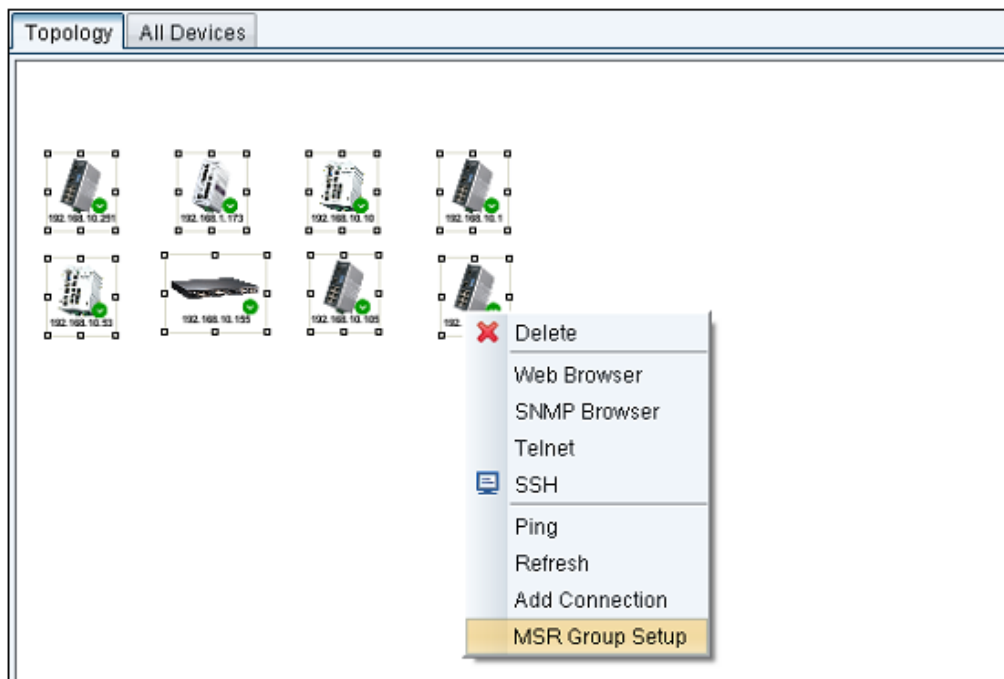 Topology All Devices
192.168.10.251 192.168.1.173 192.168.10.10 192.168.10.1
192.168.10.53 192.168.10.155 192.168.10.105 192.
Delete
Web Browser
SNMP Browser
Telnet
SSH
Ping
Refresh
Add Connection
MSR Group Setup